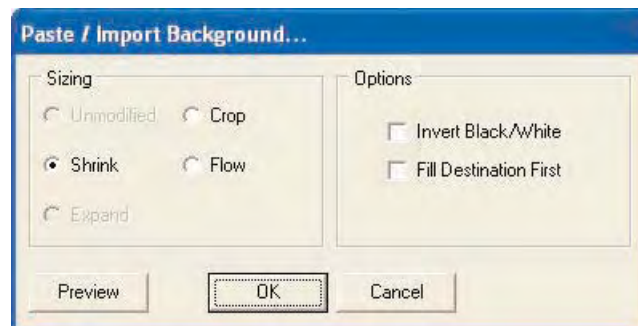 Paste / Import Background...
Sizing
Unmodified
Crop
Shrink
Flow
Expand
Options
Invert Black/White
Fill Destination First
Preview
OK
Cancel